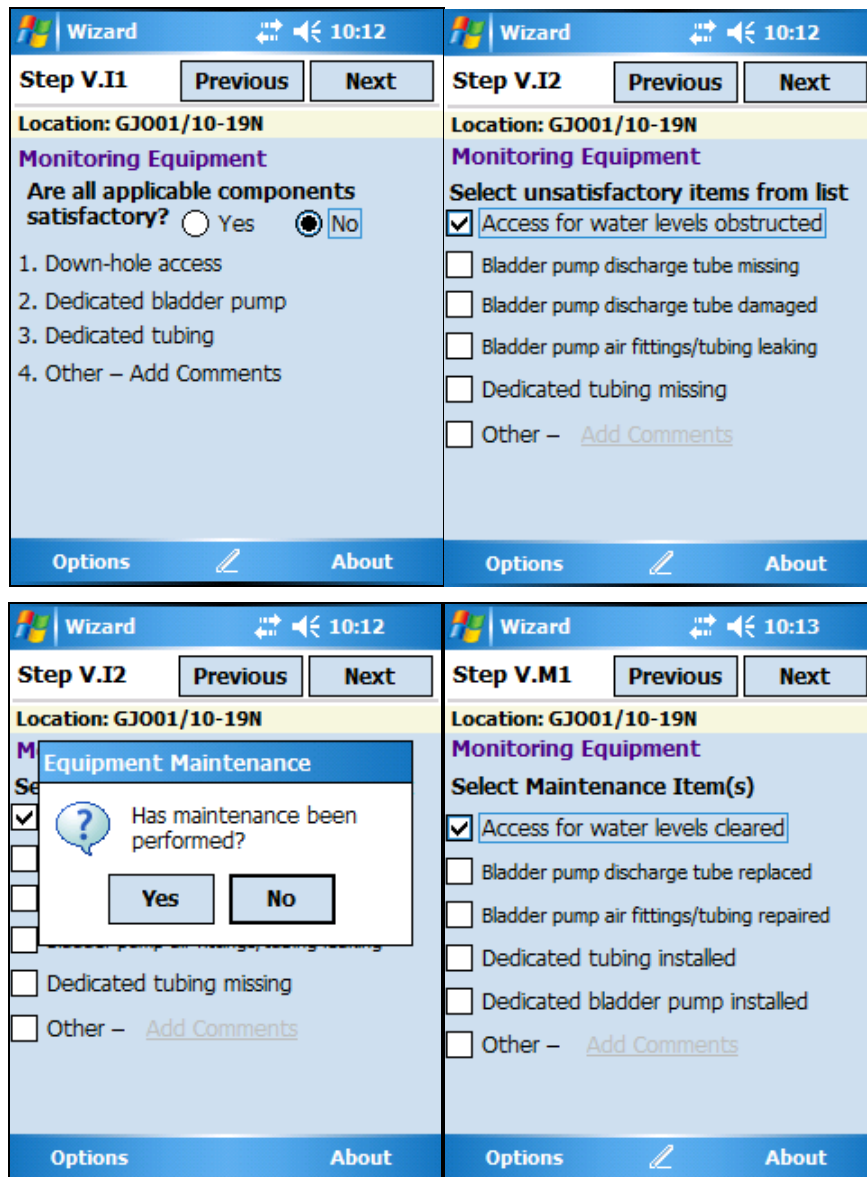 Wizard 10:12
Step V.I1 Previous Next
Location: GJO01/10-19N
Monitoring Equipment
Are all applicable components
satisfactory? Yes No
1. Down-hole access
2. Dedicated bladder pump
3. Dedicated tubing
4. Other – Add Comments
Options About
Wizard 10:12
Step V.I2 Previous Next
Location: GJO01/10-19N
Monitoring Equipment
Select unsatisfactory items from list
Access for water levels obstructed
Bladder pump discharge tube missing
Bladder pump discharge tube damaged
Bladder pump air fittings/tubing leaking
Dedicated tubing missing
Other – Add Comments
Options About
Wizard 10:12
Step V.I2 Previous Next
Location: GJO01/10-19N
M
Equipment Maintenance
Se
Has maintenance been
performed?
Yes No
Bladder pump air fittings/tubing leaking
Dedicated tubing missing
Other – Add Comments
Options About
Wizard 10:13
Step V.M1 Previous Next
Location: GJO01/10-19N
Monitoring Equipment
Select Maintenance Item(s)
Access for water levels cleared
Bladder pump discharge tube replaced
Bladder pump air fittings/tubing repaired
Dedicated tubing installed
Dedicated bladder pump installed
Other – Add Comments
Options About